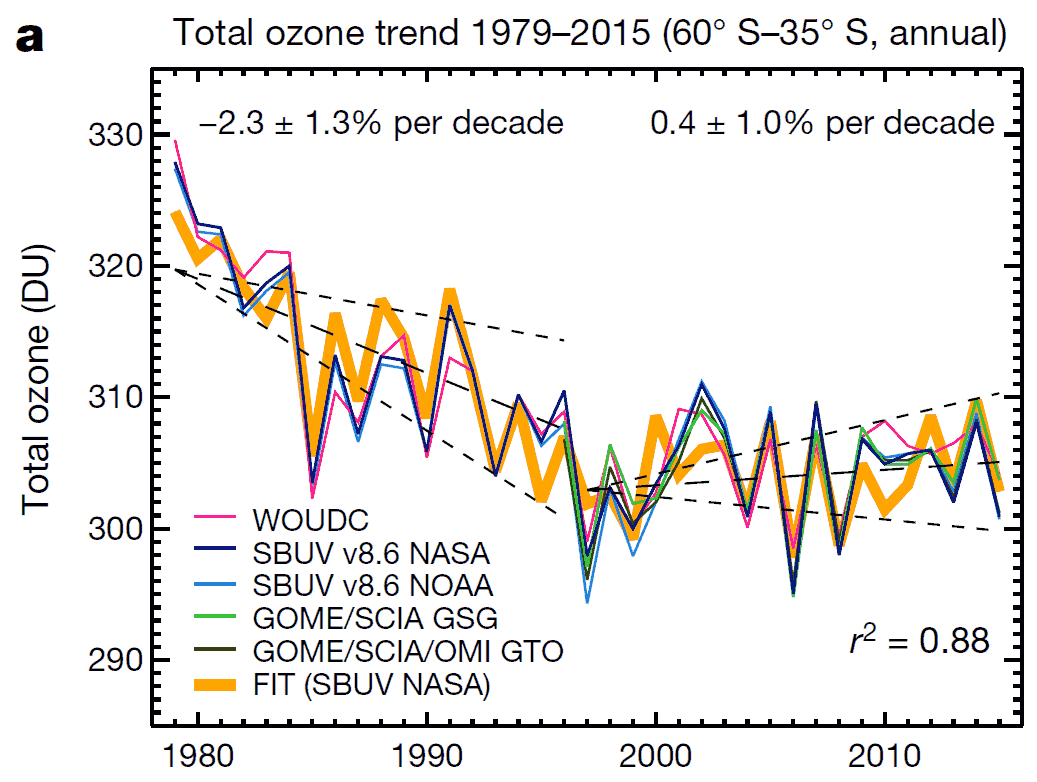 a
Total ozone trend 1979–2015 (60° S–35° S, annual)
–2.3 ± 1.3% per decade
0.4 ± 1.0% per decade
Total ozone (DU)
330
320
310
300
290
WOUDC
SBUV v8.6 NASA
SBUV v8.6 NOAA
GOME/SCIA GSG
GOME/SCIA/OMI GTO
FIT (SBUV NASA)
r² = 0.88
1980
1990
2000
2010